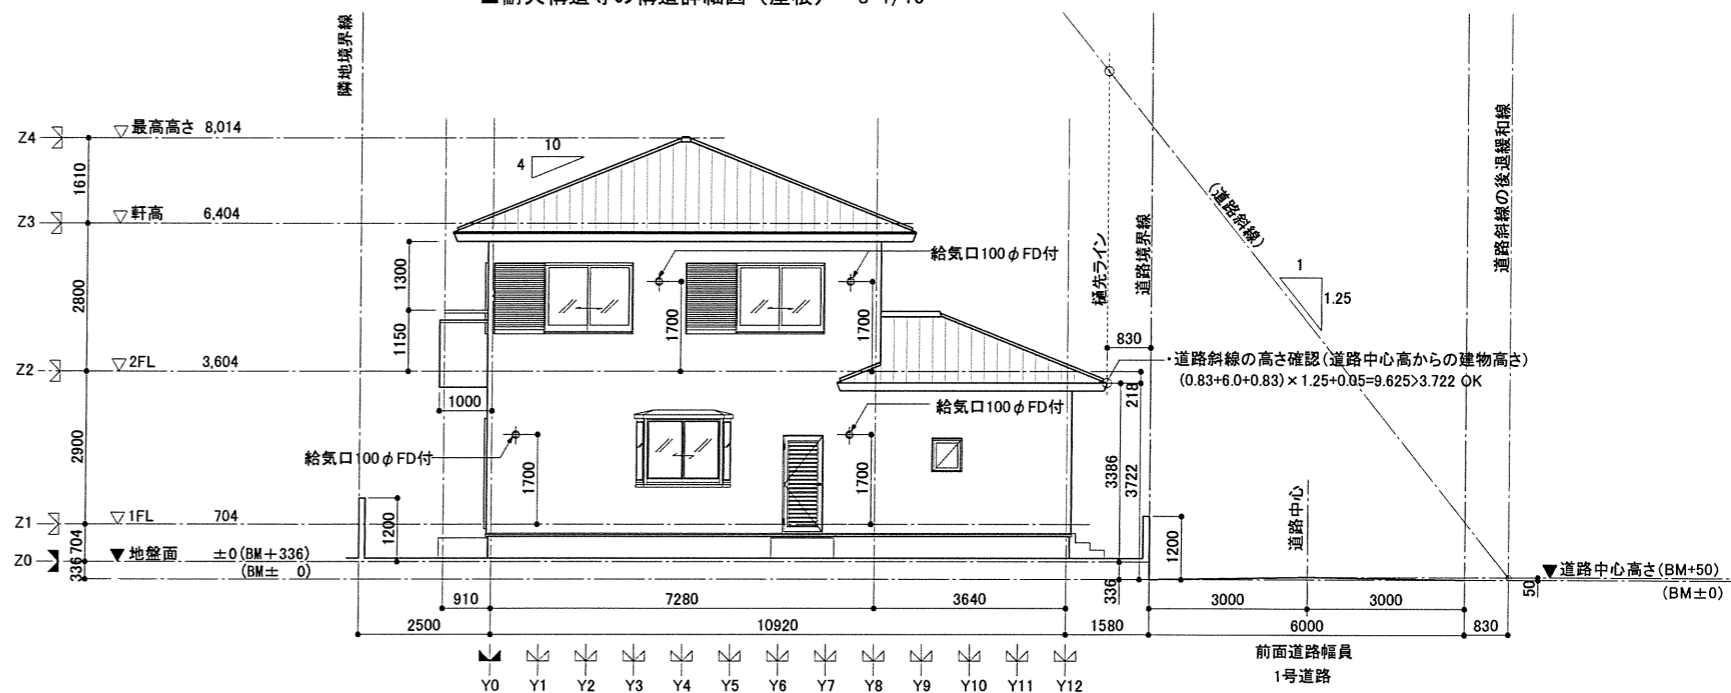 隣地境界線
Z4 ▽最高高さ 8,014
1610
10
4
Z3 ▽軒高 6,404
2800
1300
1150
給気口100φFD付
1700
1700
Z2 ▽2FL 3,604
2900
1000
給気口100φFD付
給気口100φFD付
1700
1700
Z1 ▽1FL 704
1200
704
Z0 ▼地盤面 ±0(BM+336)
(BM± 0)
336
樋先ライン
道路境界線
(道路斜線)
1
1.25
道路斜線の後退緩和線
830
・道路斜線の高さ確認(道路中心高からの建物高さ)
(0.83+6.0+0.83)×1.25+0.05=9.625>3.722 OK
218
3386
3722
336
1200
道路中心
▼道路中心高さ(BM+50)
(BM±0)
50
910 7280 3640 3000 3000
2500 10920 1580 6000 830
前面道路幅員
1号道路
Y0 Y1 Y2 Y3 Y4 Y5 Y6 Y7 Y8 Y9 Y10 Y11 Y12